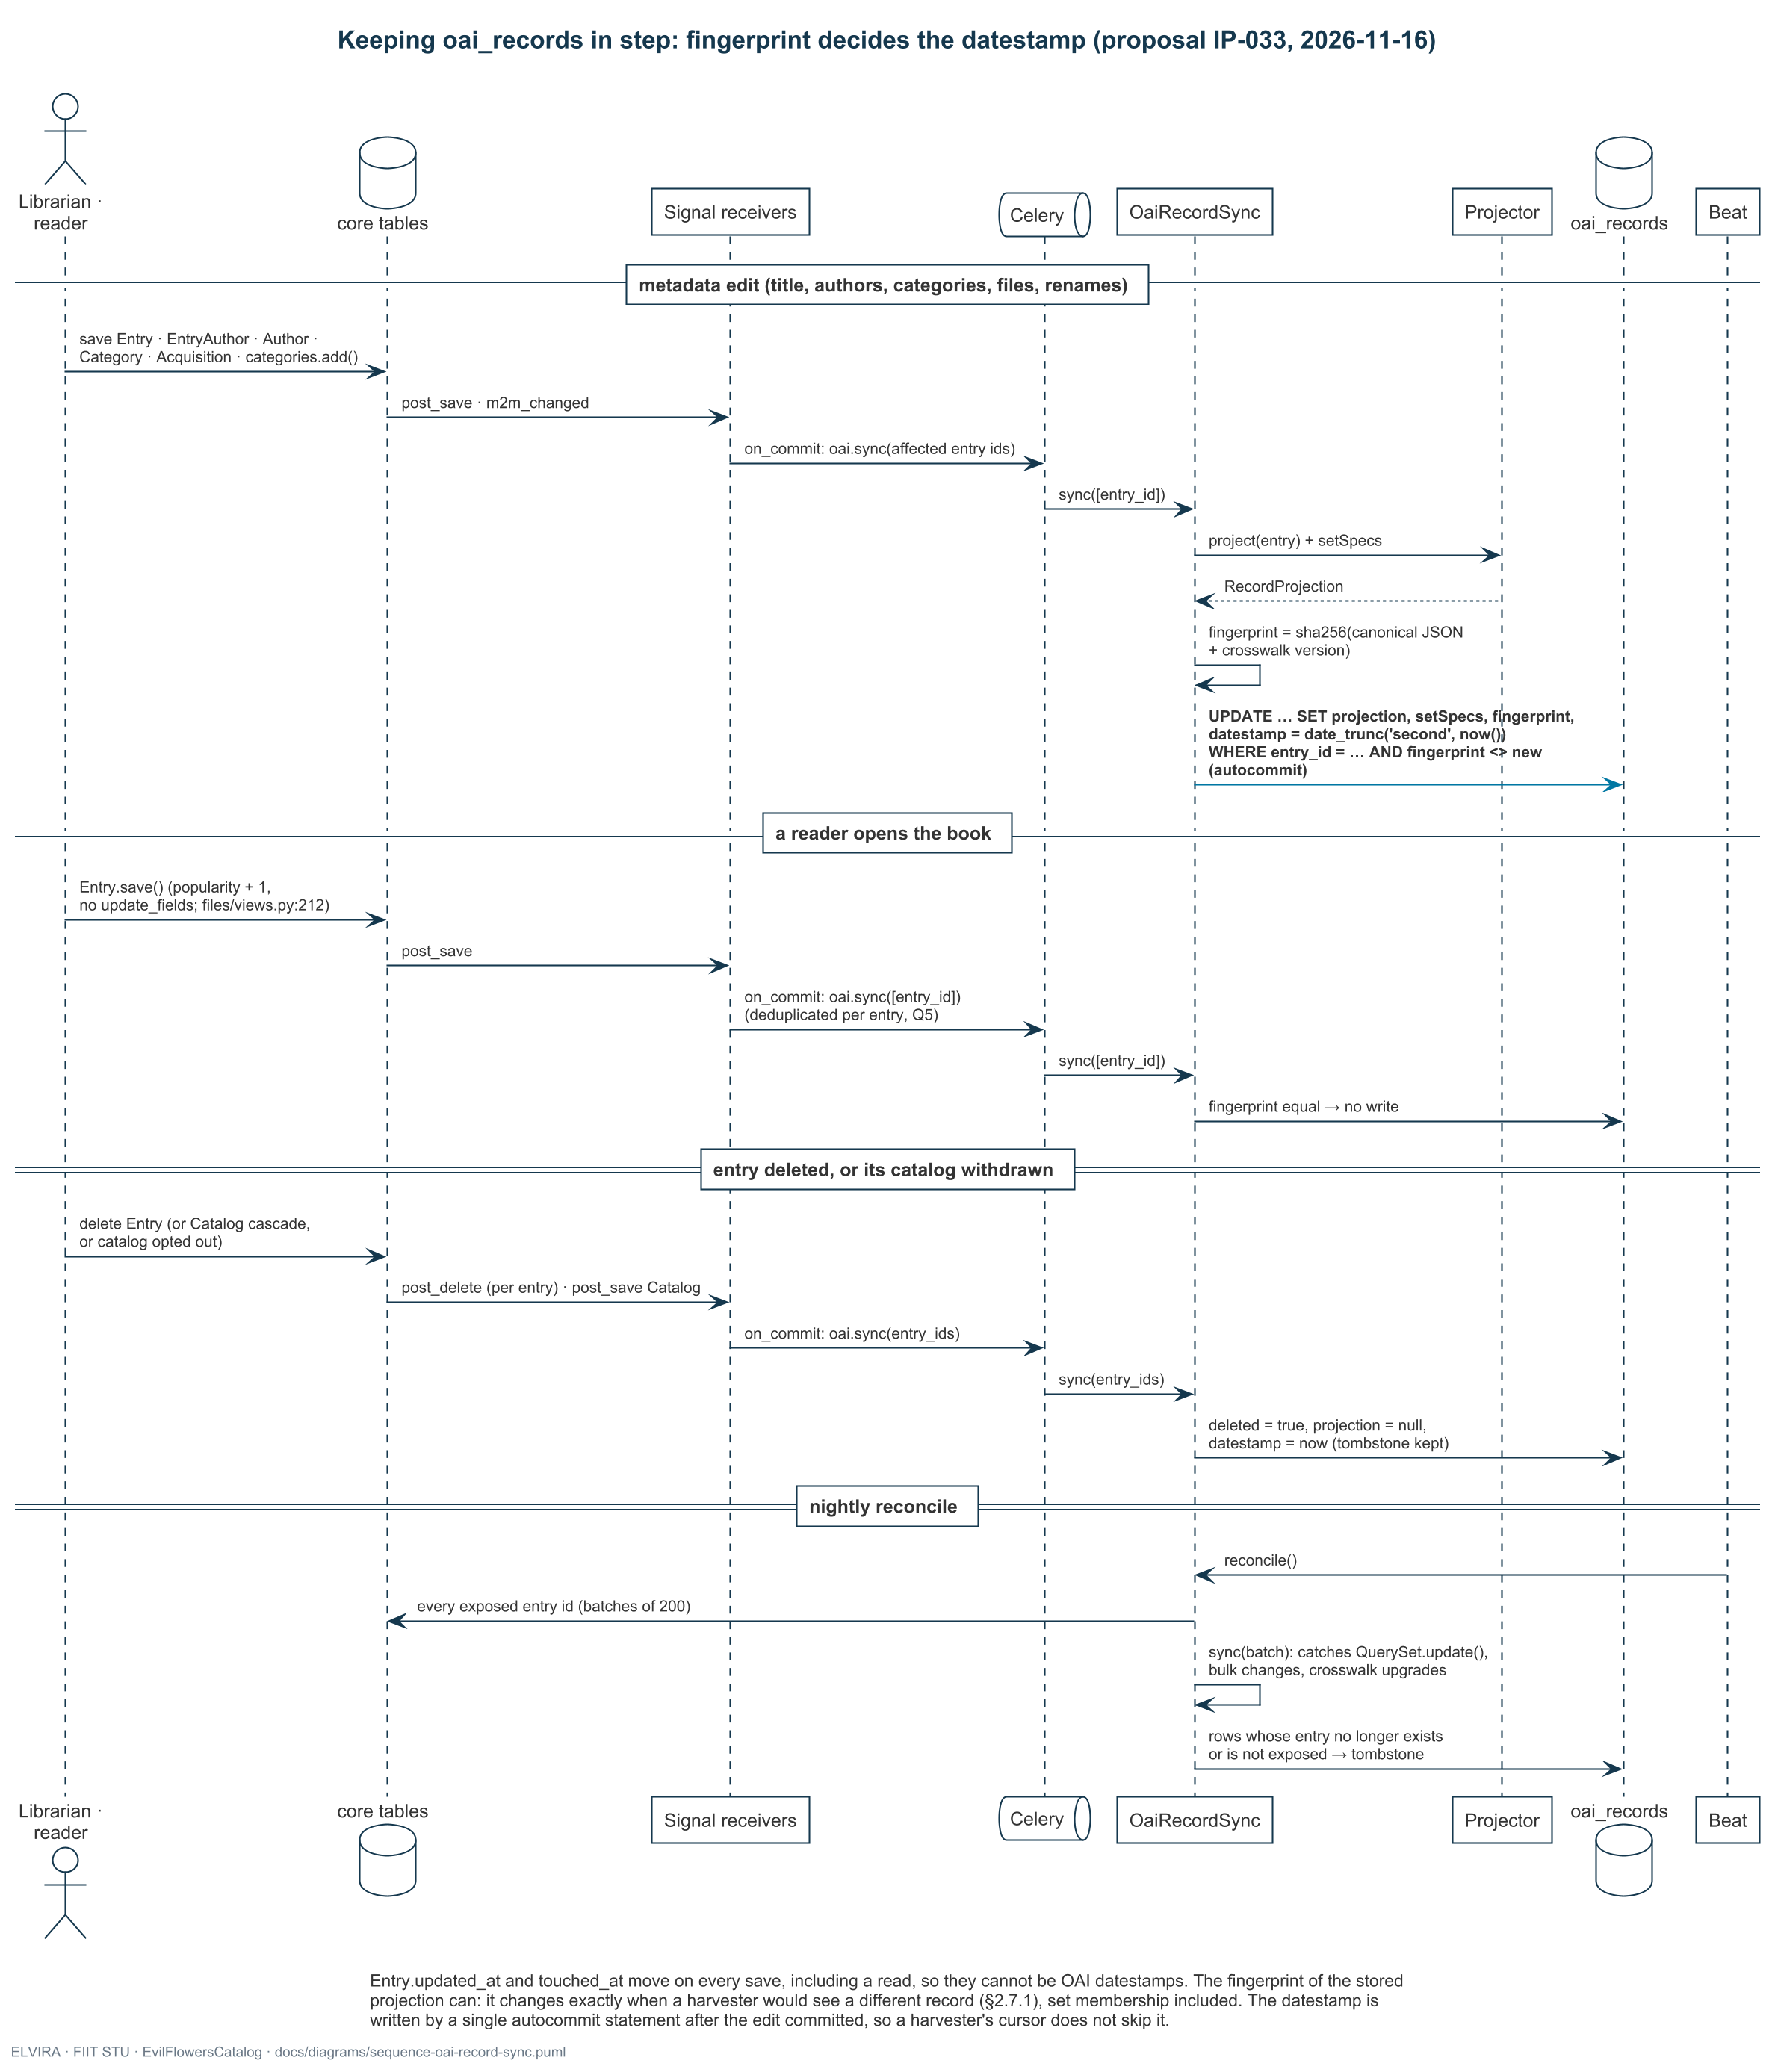 Keeping oai_records in step: fingerprint decides the datestamp (proposal IP-033, 2026-11-16)
Librarian ·
reader
core tables
Signal receivers
Celery
OaiRecordSync
Projector
oai_records
Beat
metadata edit (title, authors, categories, files, renames)
save Entry · EntryAuthor · Author ·
Category · Acquisition · categories.add()
post_save · m2m_changed
on_commit: oai.sync(affected entry ids)
sync([entry_id])
project(entry) + setSpecs
RecordProjection
fingerprint = sha256(canonical JSON
+ crosswalk version)
UPDATE … SET projection, setSpecs, fingerprint,
datestamp = date_trunc('second', now())
WHERE entry_id = … AND fingerprint <> new
(autocommit)
a reader opens the book
Entry.save() (popularity + 1,
no update_fields; files/views.py:212)
post_save
on_commit: oai.sync([entry_id])
(deduplicated per entry, Q5)
sync([entry_id])
fingerprint equal → no write
entry deleted, or its catalog withdrawn
delete Entry (or Catalog cascade,
or catalog opted out)
post_delete (per entry) · post_save Catalog
on_commit: oai.sync(entry_ids)
sync(entry_ids)
deleted = true, projection = null,
datestamp = now (tombstone kept)
nightly reconcile
reconcile()
every exposed entry id (batches of 200)
sync(batch): catches QuerySet.update(),
bulk changes, crosswalk upgrades
rows whose entry no longer exists
or is not exposed → tombstone
Librarian ·
reader
core tables
Signal receivers
Celery
OaiRecordSync
Projector
oai_records
Beat
Entry.updated_at and touched_at move on every save, including a read, so they cannot be OAI datestamps. The fingerprint of the stored
projection can: it changes exactly when a harvester would see a different record (§2.7.1), set membership included. The datestamp is
written by a single autocommit statement after the edit committed, so a harvester's cursor does not skip it.
ELVIRA · FIIT STU · EvilFlowersCatalog · docs/diagrams/sequence-oai-record-sync.puml